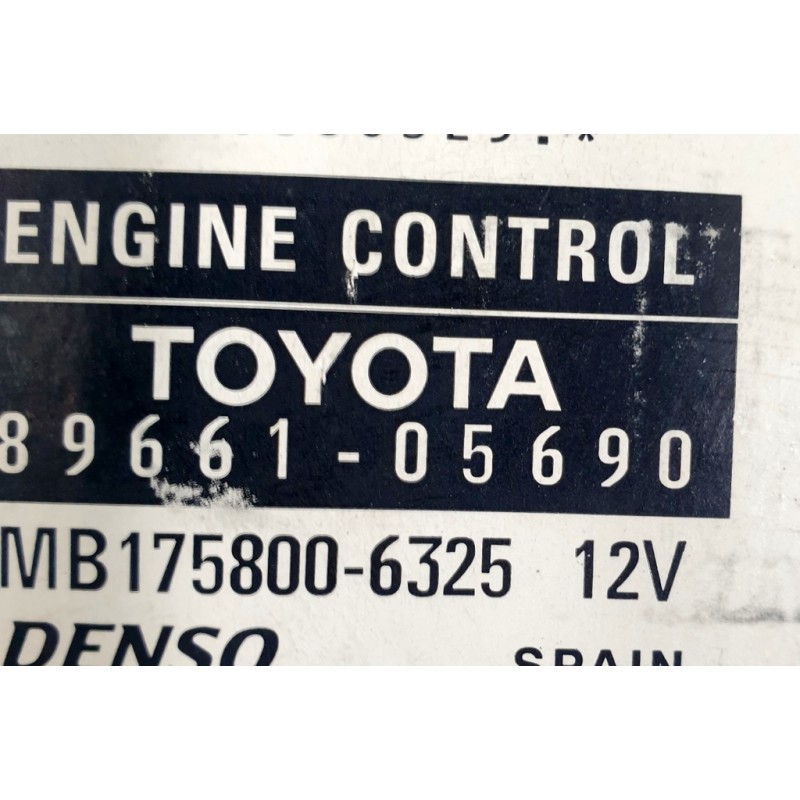 ENGINE CONTROL
TOYOTA
89661-05690
MB175800-6325 12V
DENSO SPAIN